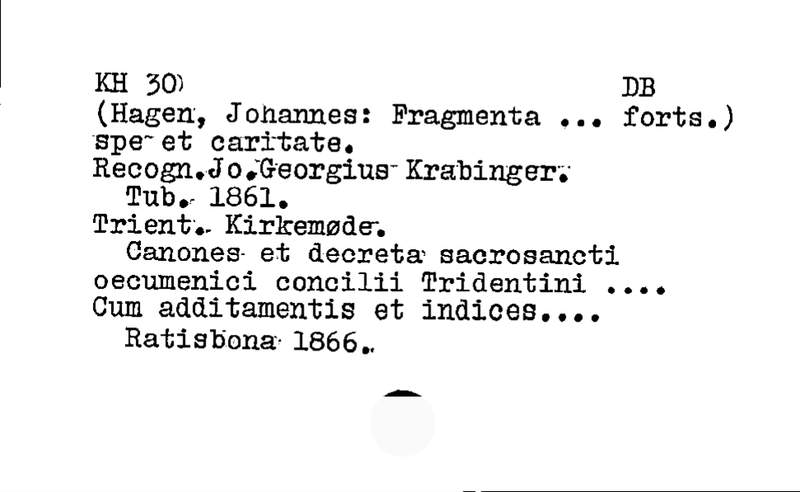 KH 30) DB
(Hagen, Johannes: Fragmenta ... forts.)
spe et caritate.
Recogn.Jo.Georgius Krabinger.
Tub. 1861.
Trient. Kirkemøde.
Canones et decreta sacrosancti
oecumenici concilii Tridentini ....
Cum additamentis et indices....
Ratisbona 1866.